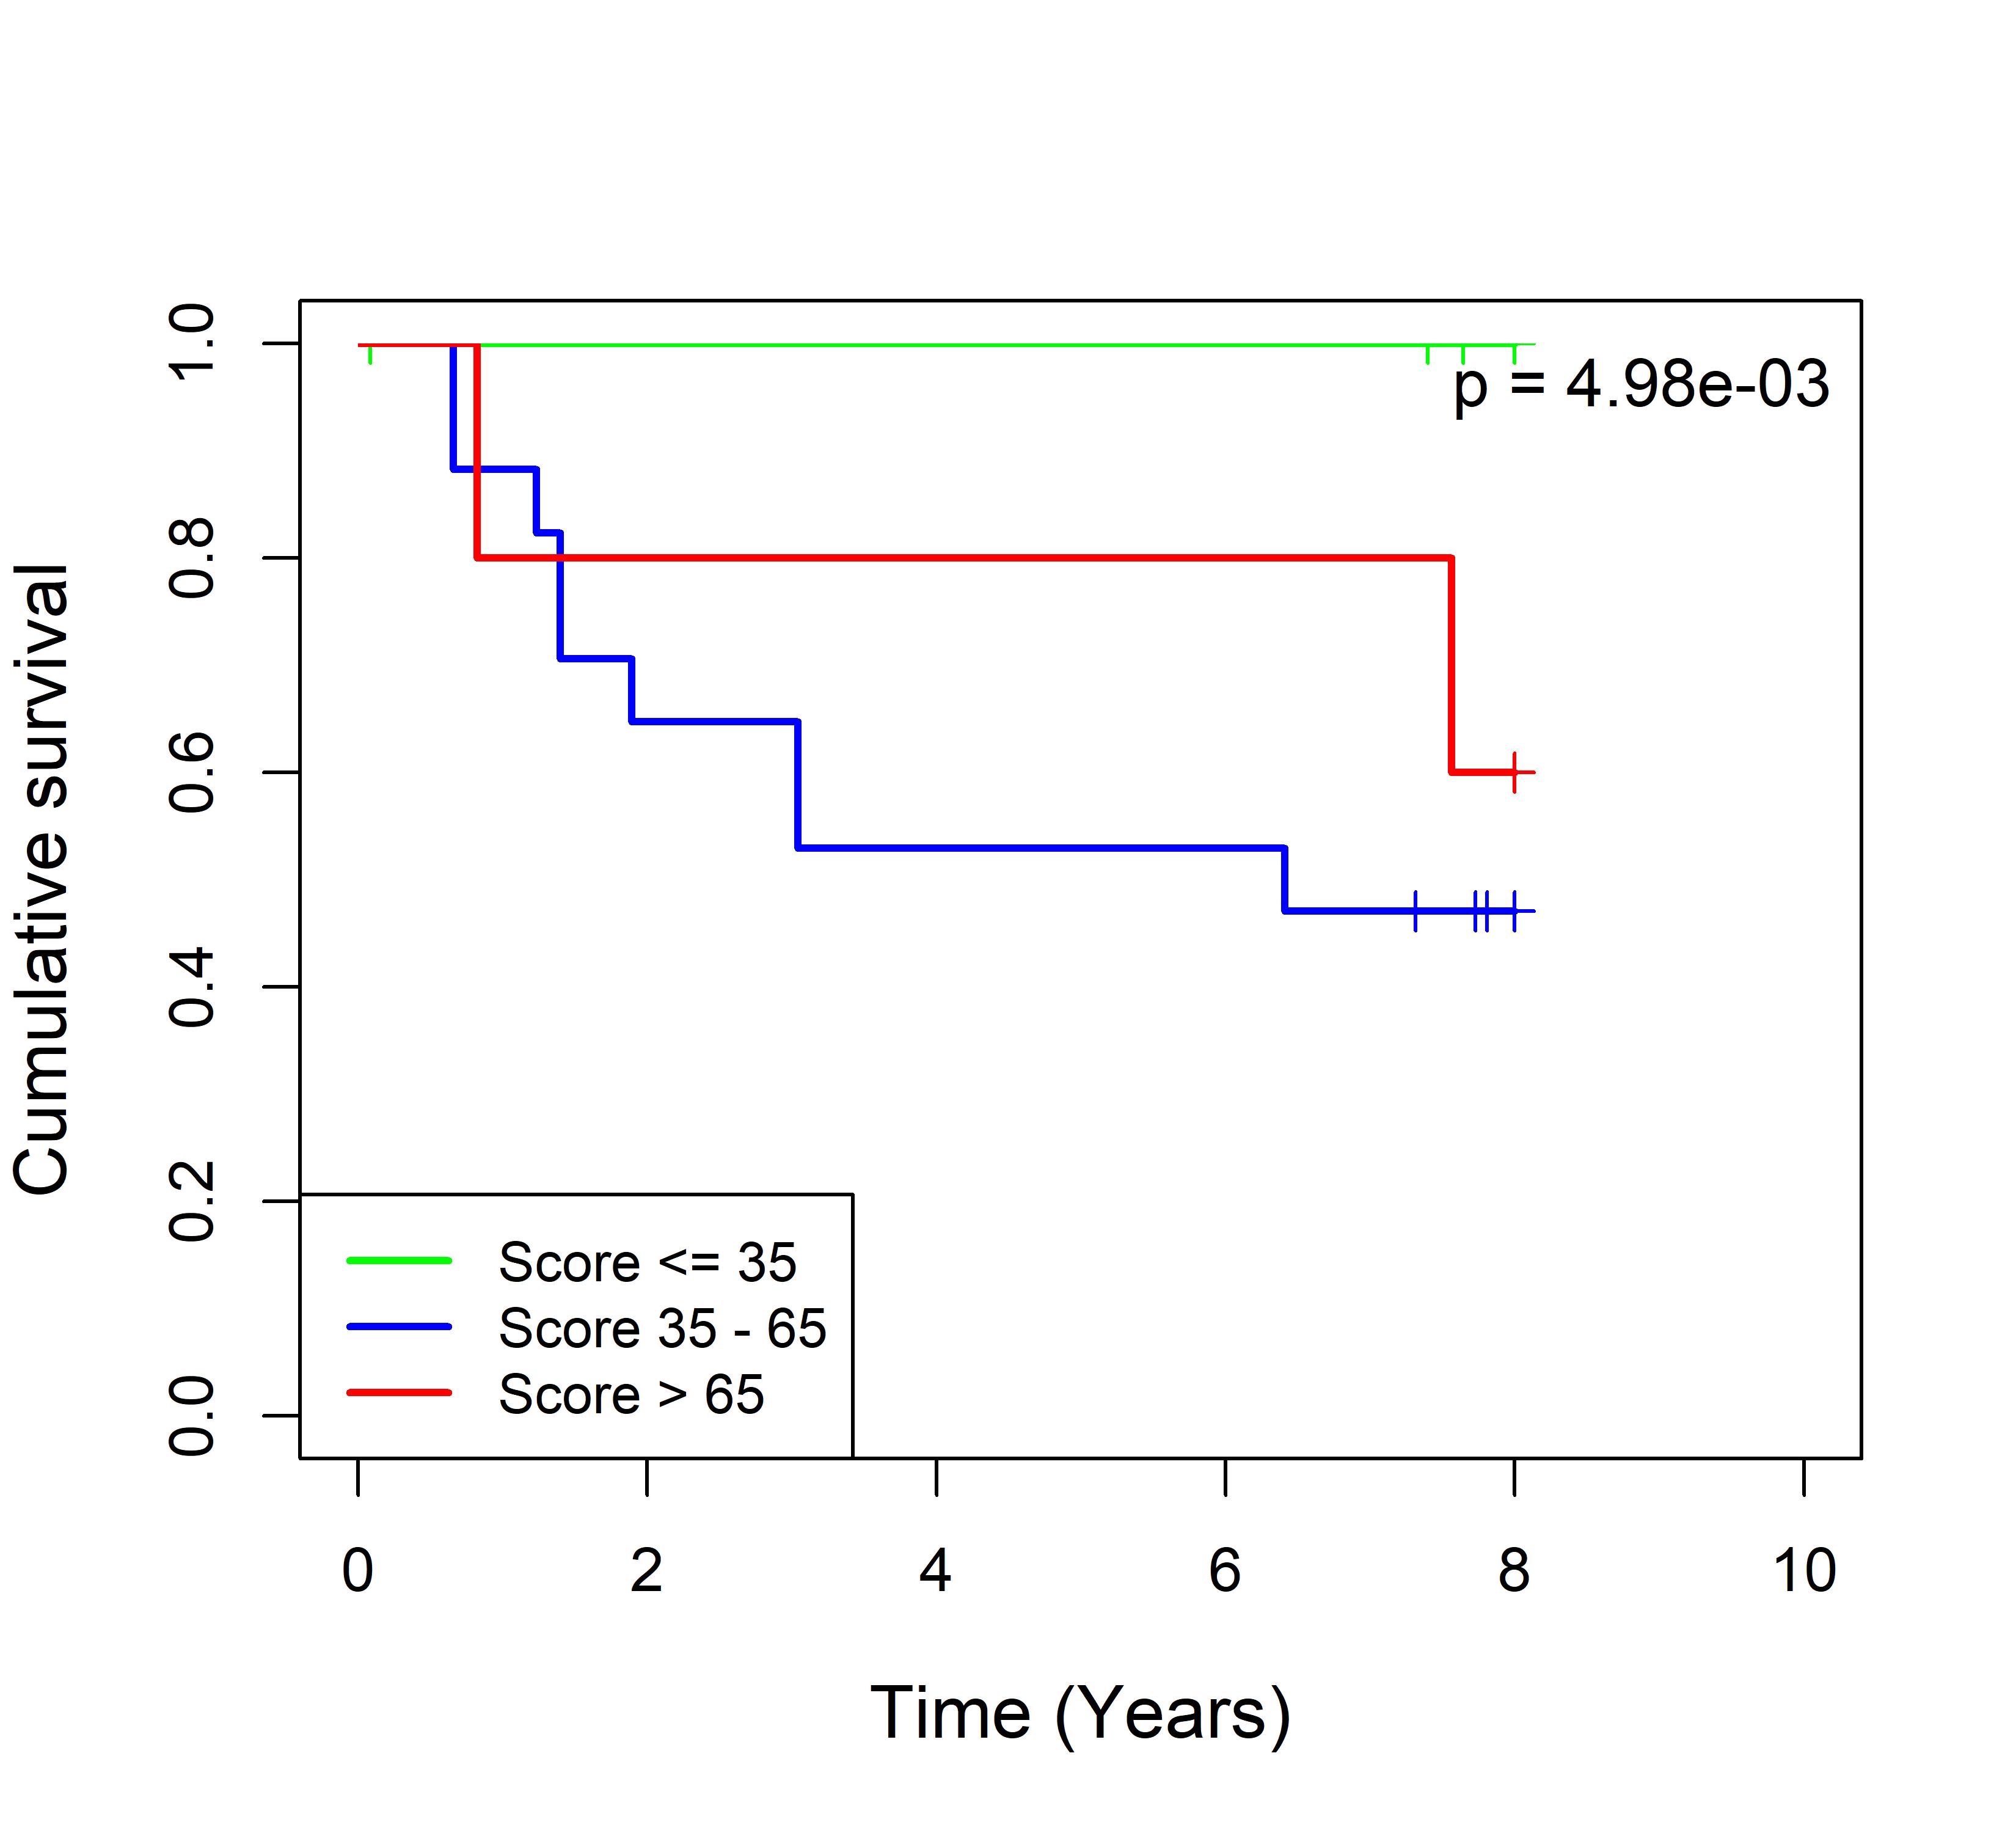 p = 4.98e-03
Cumulative survival
1.0
0.8
0.6
0.4
0.2
0.0
Score <= 35
Score 35 - 65
Score > 65
0 2 4 6 8 10
Time (Years)